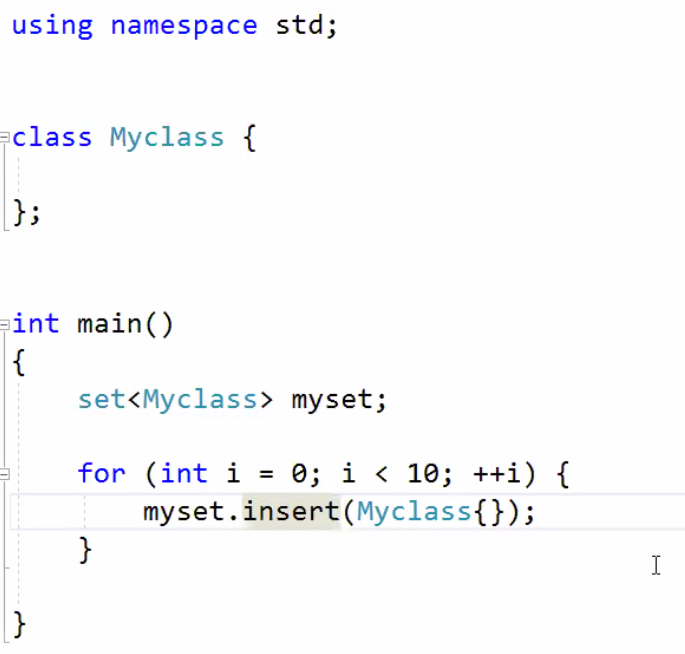 using namespace std;
class Myclass {
};
int main()
{
set<Myclass> myset;
for (int i = 0; i < 10; ++i) {
myset.insert(Myclass{});
}
}